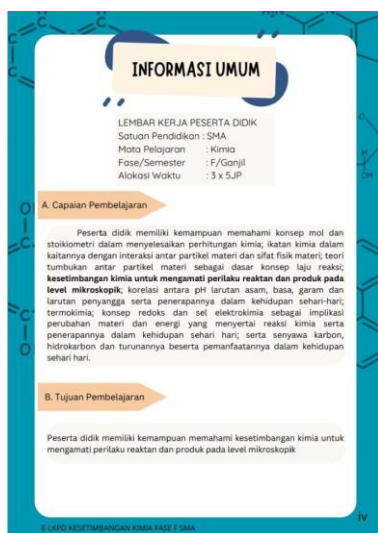 INFORMASI UMUM
LEMBAR KERJA PESERTA DIDIK
Satuan Pendidikan : SMA
Mata Pelajaran : Kimia
Fase/Semester : F/Ganjil
Alokasi Waktu : 3 x 5JP
A. Capaian Pembelajaran
Peserta didik memiliki kemampuan memahami konsep mol dan
stoikiometri dalam menyelesaikan perhitungan kimia; ikatan kimia dalam
kaitannya dengan interaksi antar partikel materi dan sifat fisik materi; teori
tumbukan antar partikel materi sebagai dasar konsep laju reaksi;
kesetimbangan kimia untuk mengamati perilaku reaktan dan produk pada
level mikroskopik; korelasi antara pH larutan asam, basa, garam dan
larutan penyangga serta penerapannya dalam kehidupan sehari-hari;
termokimia; konsep redoks dan sel elektrokimia sebagai implikasi
perubahan materi dan energi yang menyertai reaksi kimia serta
penerapannya dalam kehidupan sehari hari; serta senyawa karbon,
hidrokarbon dan turunannya beserta pemanfaatannya dalam kehidupan
sehari hari.
B. Tujuan Pembelajaran
Peserta didik memiliki kemampuan memahami kesetimbangan kimia untuk
mengamati perilaku reaktan dan produk pada level mikroskopik
iv
E-LKPD KESETIMBANGAN KIMIA FASE F SMA